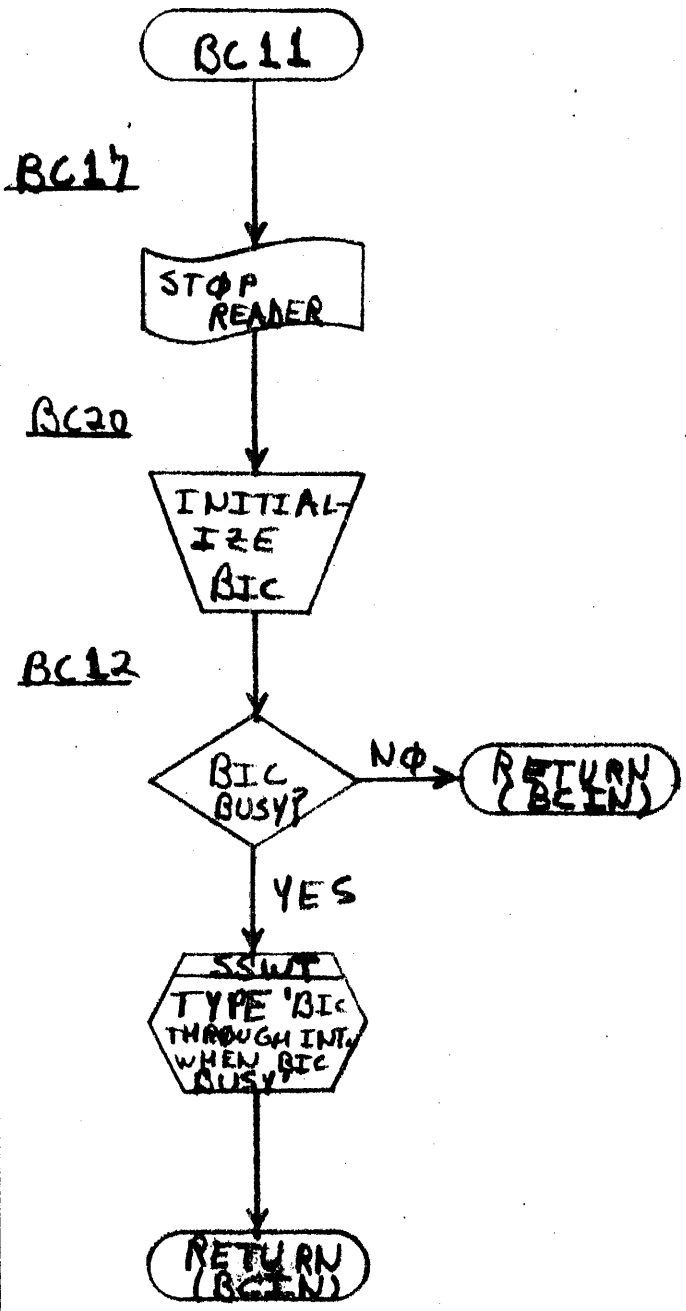 BC11
BC17
STØP
READER
BC20
INITIAL-
IZE
BIC
BC12
BIC
BUSY?
NØ
RETURN
(BCIN)
YES
SSWT
TYPE 'BIC
THRØUGH INT.
WHEN BIC
BUSY'
RETURN
(BCIN)